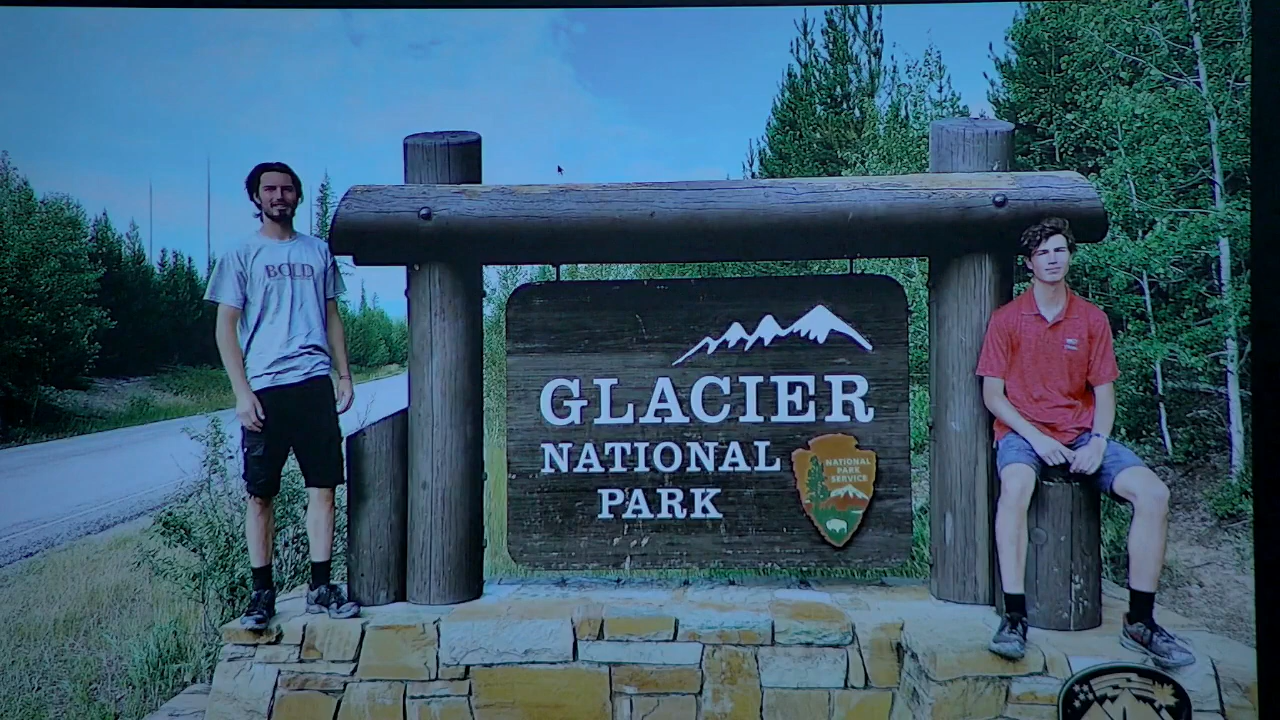 BOLD
GLACIER
NATIONAL
PARK
NATIONAL
PARK
SERVICE